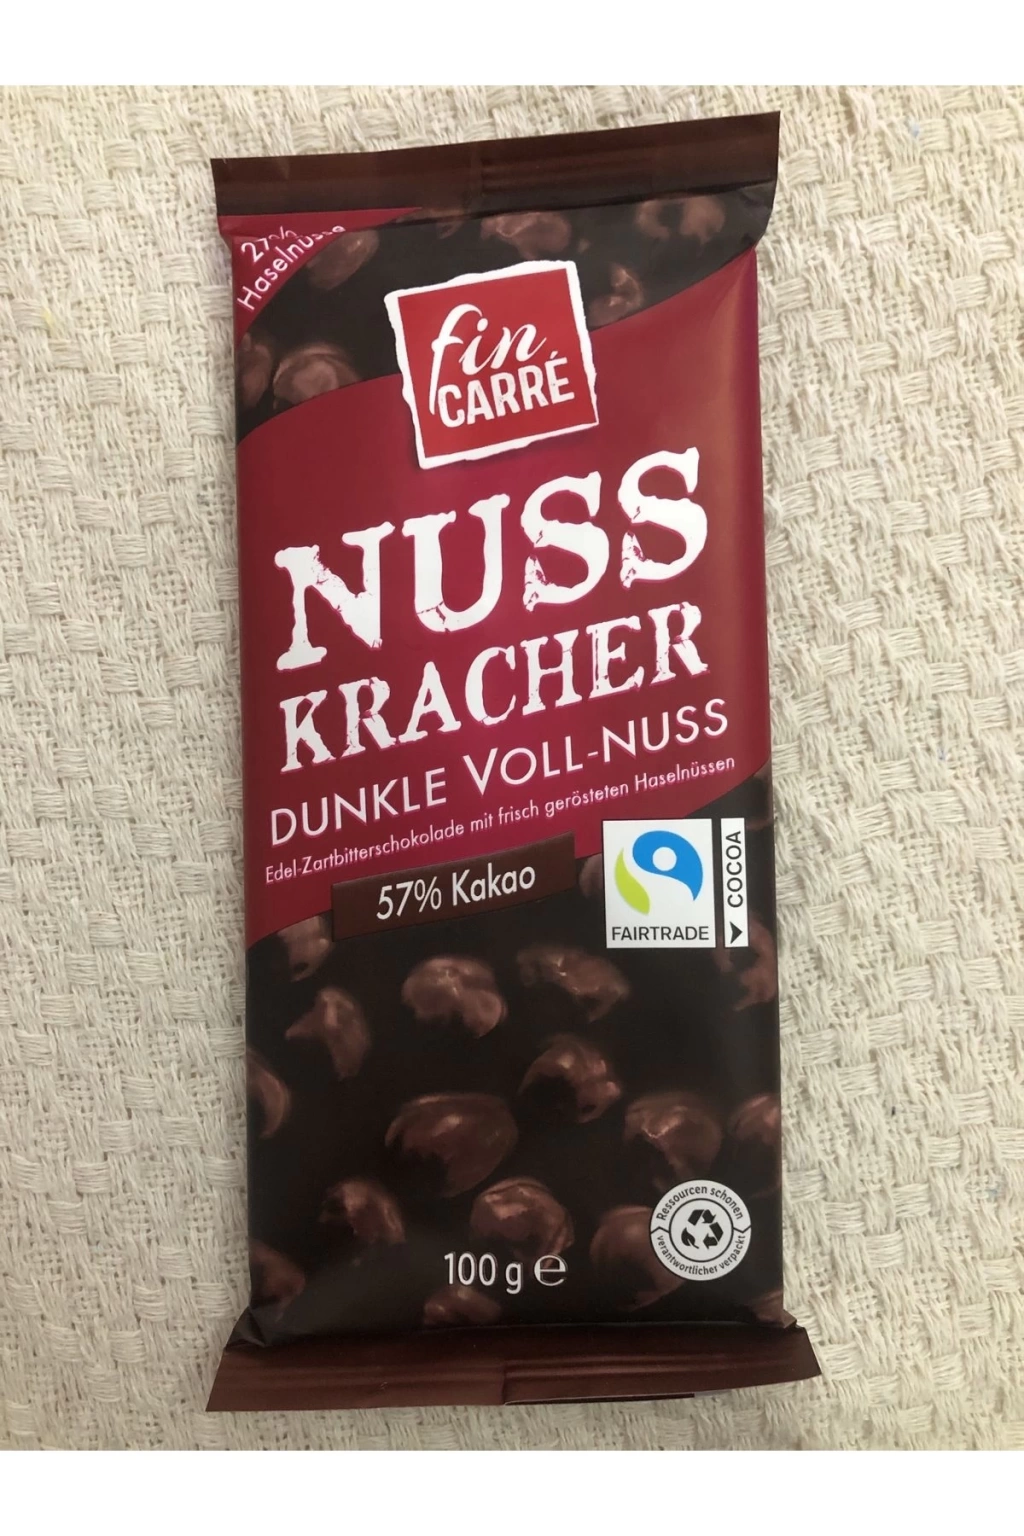 27%
Haselnüsse
fin
CARRÉ
NUSS
KRACHER
DUNKLE VOLL-NUSS
Edel-Zartbitterschokolade mit frisch gerösteten Haselnüssen
57% Kakao
FAIRTRADE
COCOA
Ressourcen schonen
verantwortlicher verpackt
100 g ℮